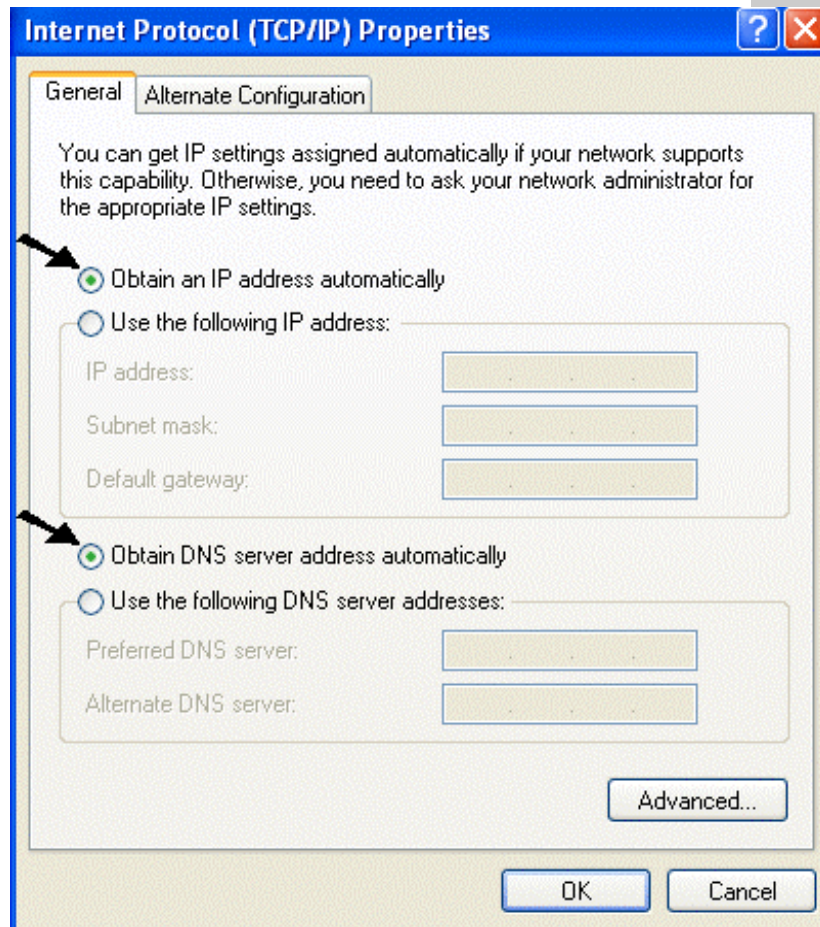 Internet Protocol (TCP/IP) Properties
General
Alternate Configuration
You can get IP settings assigned automatically if your network supports
this capability. Otherwise, you need to ask your network administrator for
the appropriate IP settings.
Obtain an IP address automatically
Use the following IP address:
IP address:
Subnet mask:
Default gateway:
Obtain DNS server address automatically
Use the following DNS server addresses:
Preferred DNS server:
Alternate DNS server:
Advanced...
OK
Cancel